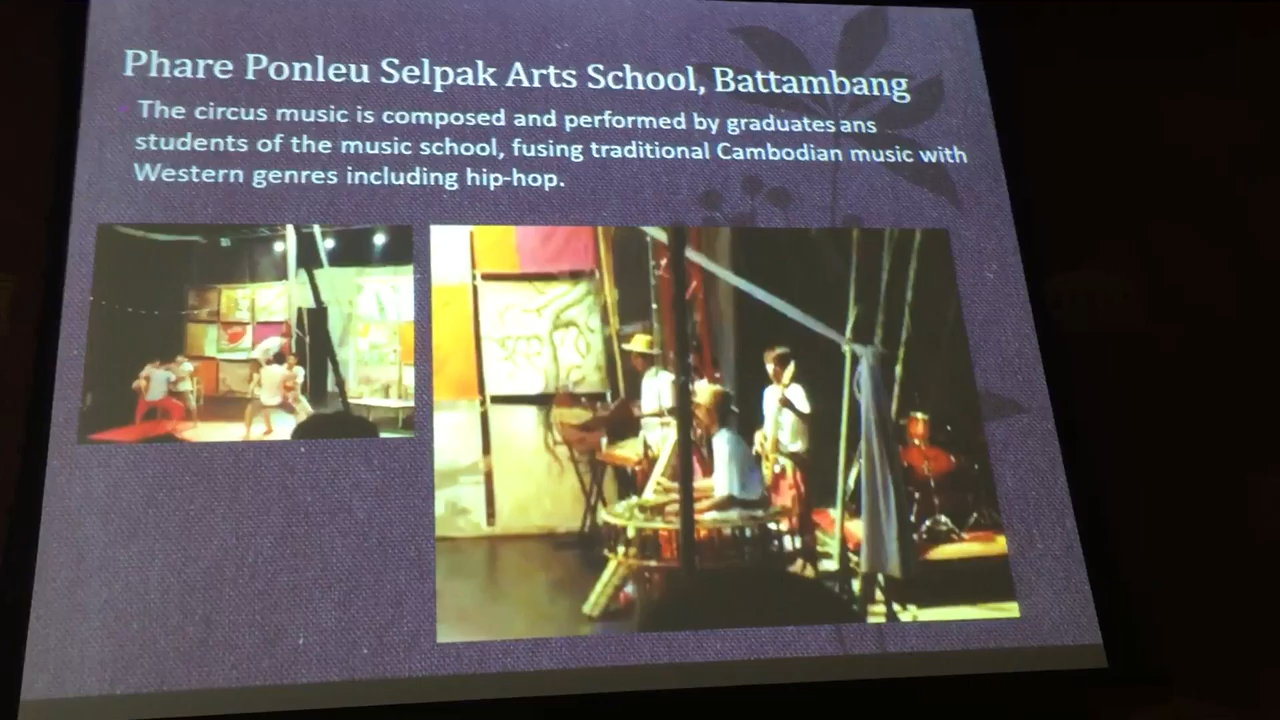 Phare Ponleu Selpak Arts School, Battambang
The circus music is composed and performed by graduates ans
students of the music school, fusing traditional Cambodian music with
Western genres including hip-hop.